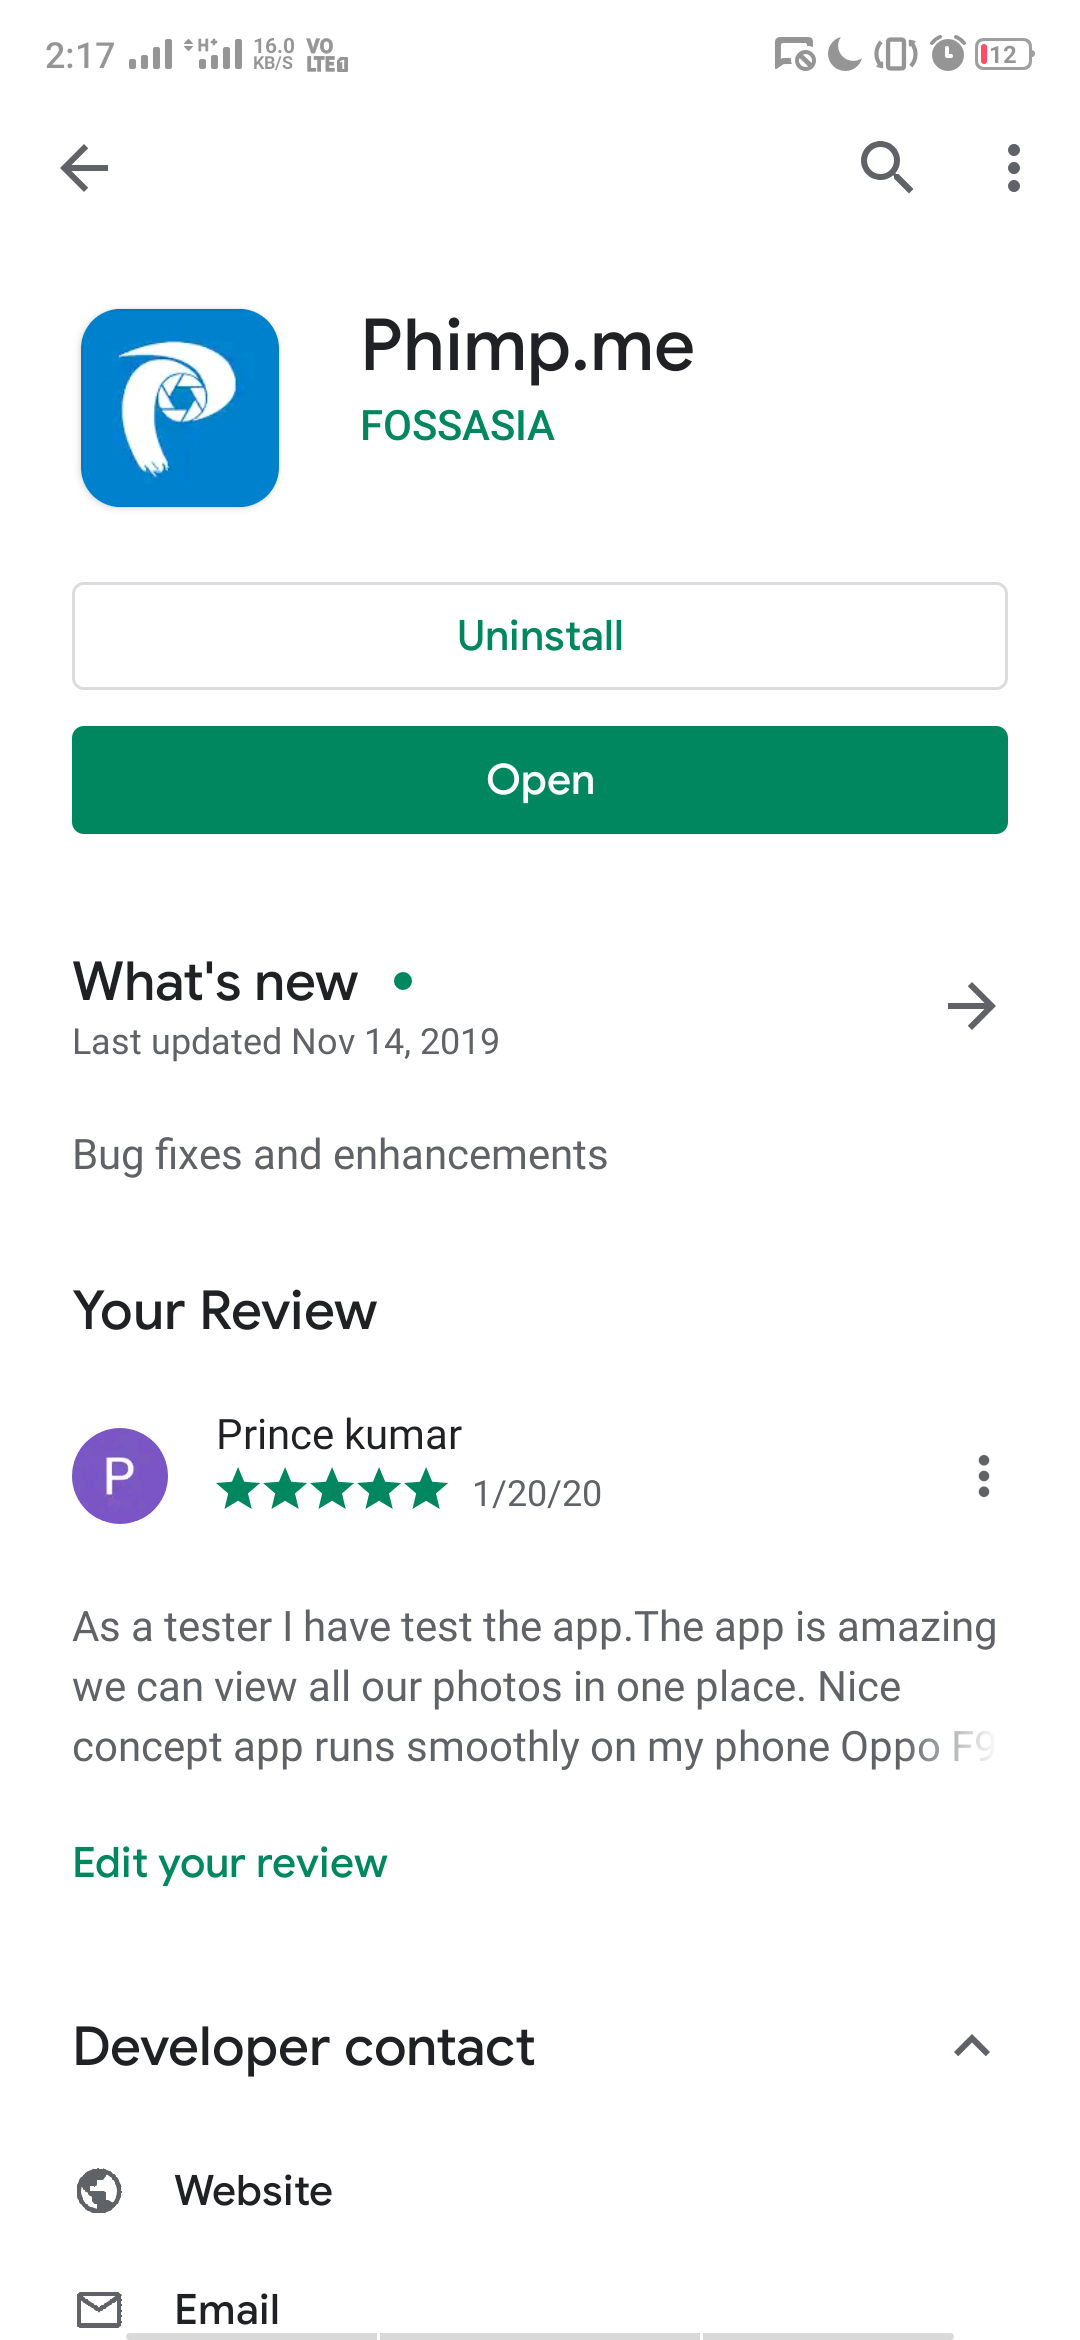 2:17 H+ 16.0 KB/S VO LTE1 12
Phimp.me
FOSSASIA
Uninstall
Open
What's new
Last updated Nov 14, 2019
Bug fixes and enhancements
Your Review
P
Prince kumar
1/20/20
As a tester I have test the app.The app is amazing
we can view all our photos in one place. Nice
concept app runs smoothly on my phone Oppo F9
Edit your review
Developer contact
Website
Email